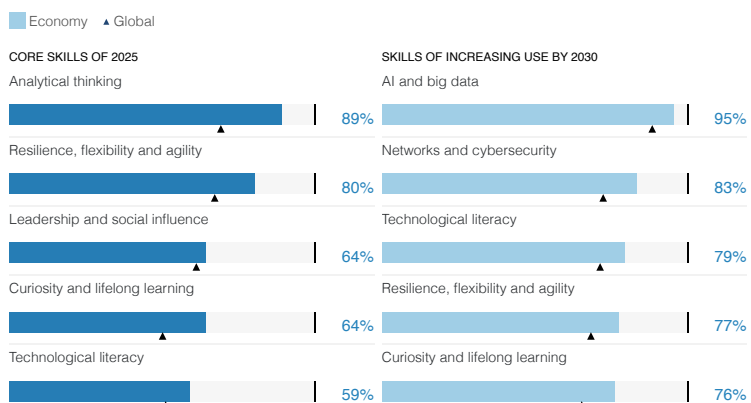 Economy Global
CORE SKILLS OF 2025
Analytical thinking
89%
Resilience, flexibility and agility
80%
Leadership and social influence
64%
Curiosity and lifelong learning
64%
Technological literacy
59%
SKILLS OF INCREASING USE BY 2030
AI and big data
95%
Networks and cybersecurity
83%
Technological literacy
79%
Resilience, flexibility and agility
77%
Curiosity and lifelong learning
76%